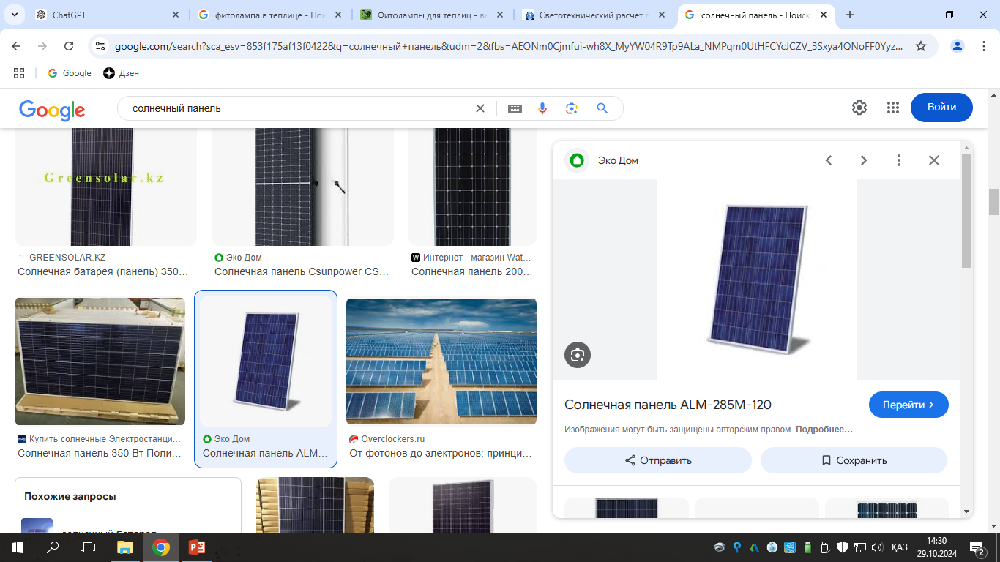 ChatGPT
фитолампа в теплице - Пои
Фитолампы для теплиц - вы
Светотехнический расчет п
солнечный панель - Поиск
google.com/search?sca_esv=853f175af13f0422&q=солнечный+панель&udm=2&fbs=AEQNm0Cjmfui-wh8X_MyYW04R9Tp9ALa_NMPqm0UtHFCYcJCZV_3Sxya4QNoFF0Yyz...
Google
Дзен
Google
солнечный панель
Войти
Greensolar.kz
GREENSOLAR.KZ
Солнечная батарея (панель) 350...
Эко Дом
Солнечная панель Csunpower CS...
W
Интернет - магазин Wat...
Солнечная панель 200...
Купить солнечные Электростанци...
Солнечная панель 350 Вт Поли...
Эко Дом
Солнечная панель ALM...
Overclockers.ru
От фотонов до электронов: принци...
Похожие запросы
солнечный батарея
Эко Дом
Солнечная панель ALM-285M-120
Перейти
Изображения могут быть защищены авторским правом. Подробнее...
Отправить
Сохранить
ҚАЗ
14:30
29.10.2024
2